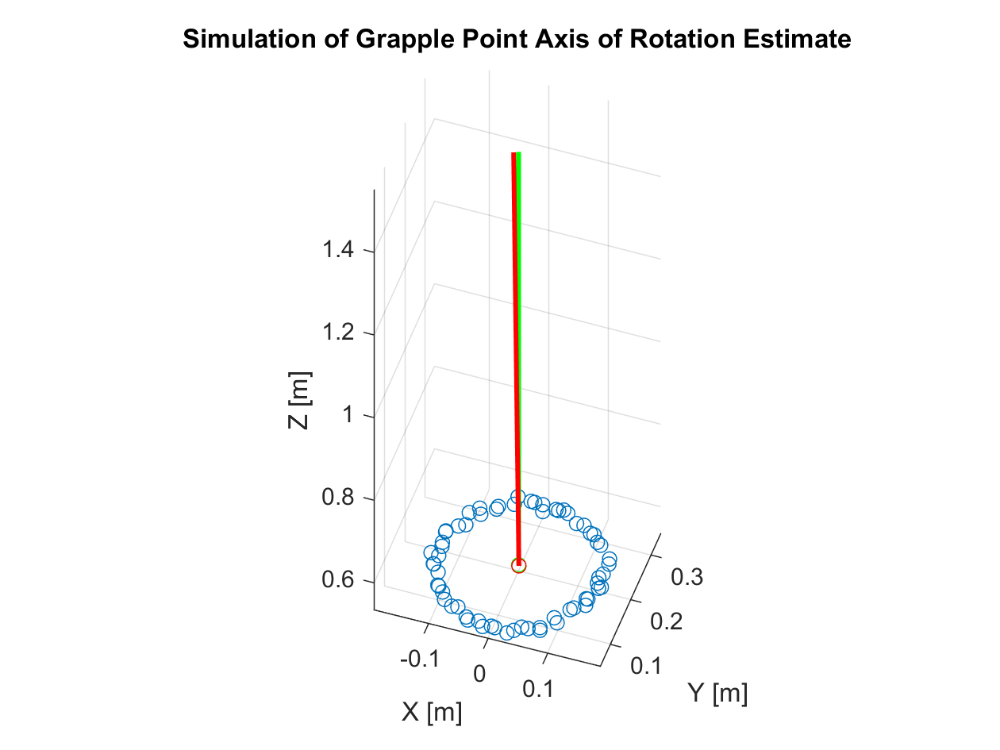 Simulation of Grapple Point Axis of Rotation Estimate
1.4
1.2
1
0.8
0.6
Z [m]
-0.1
0
0.1
X [m]
0.1
0.2
0.3
Y [m]